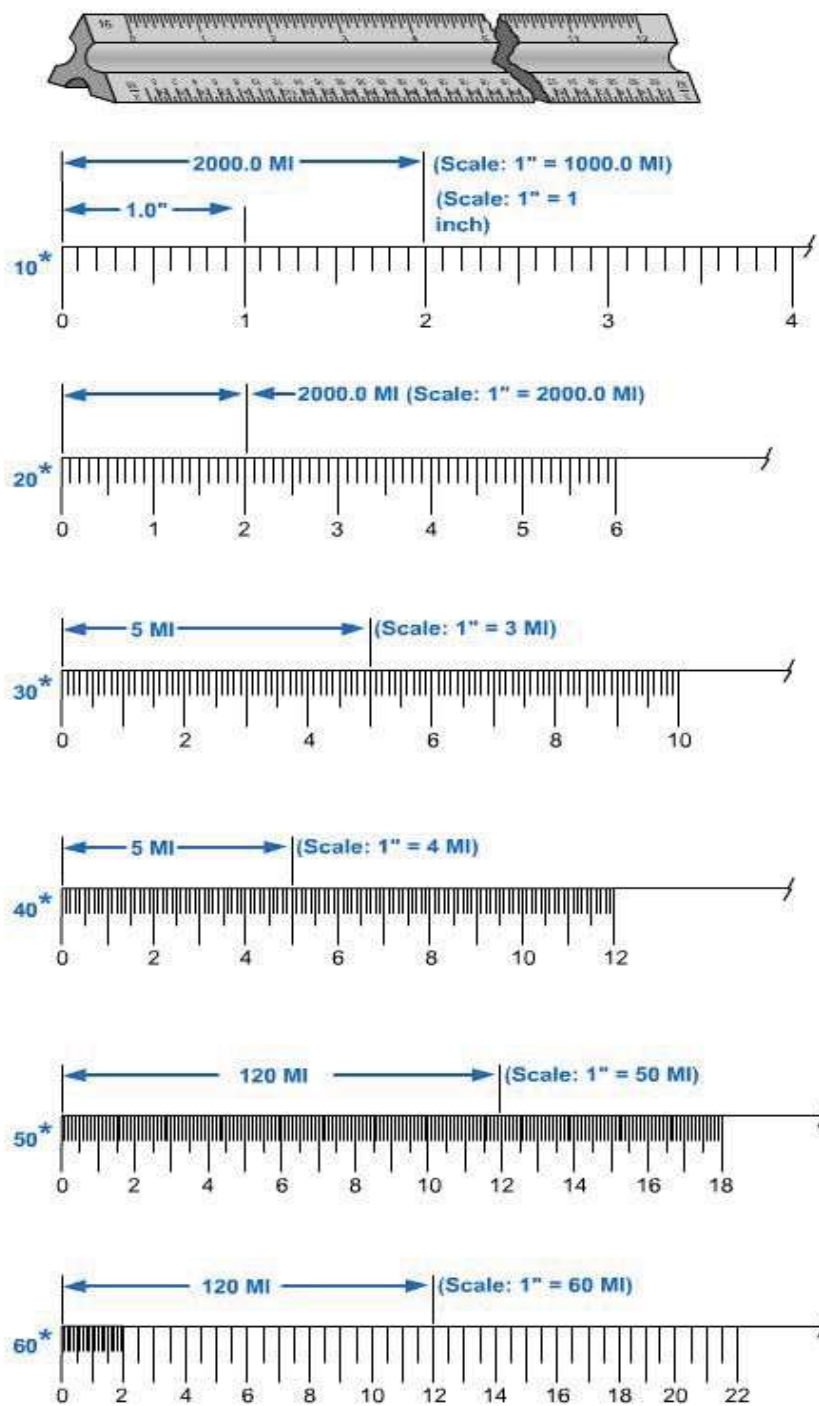 16
2000.0 MI (Scale: 1" = 1000.0 MI)
1.0" (Scale: 1" = 1
inch)
10*
0 1 2 3 4
2000.0 MI (Scale: 1" = 2000.0 MI)
20*
0 1 2 3 4 5 6
5 MI (Scale: 1" = 3 MI)
30*
0 2 4 6 8 10
5 MI (Scale: 1" = 4 MI)
40*
0 2 4 6 8 10 12
120 MI (Scale: 1" = 50 MI)
50*
0 2 4 6 8 10 12 14 16 18
120 MI (Scale: 1" = 60 MI)
60*
0 2 4 6 8 10 12 14 16 18 20 22